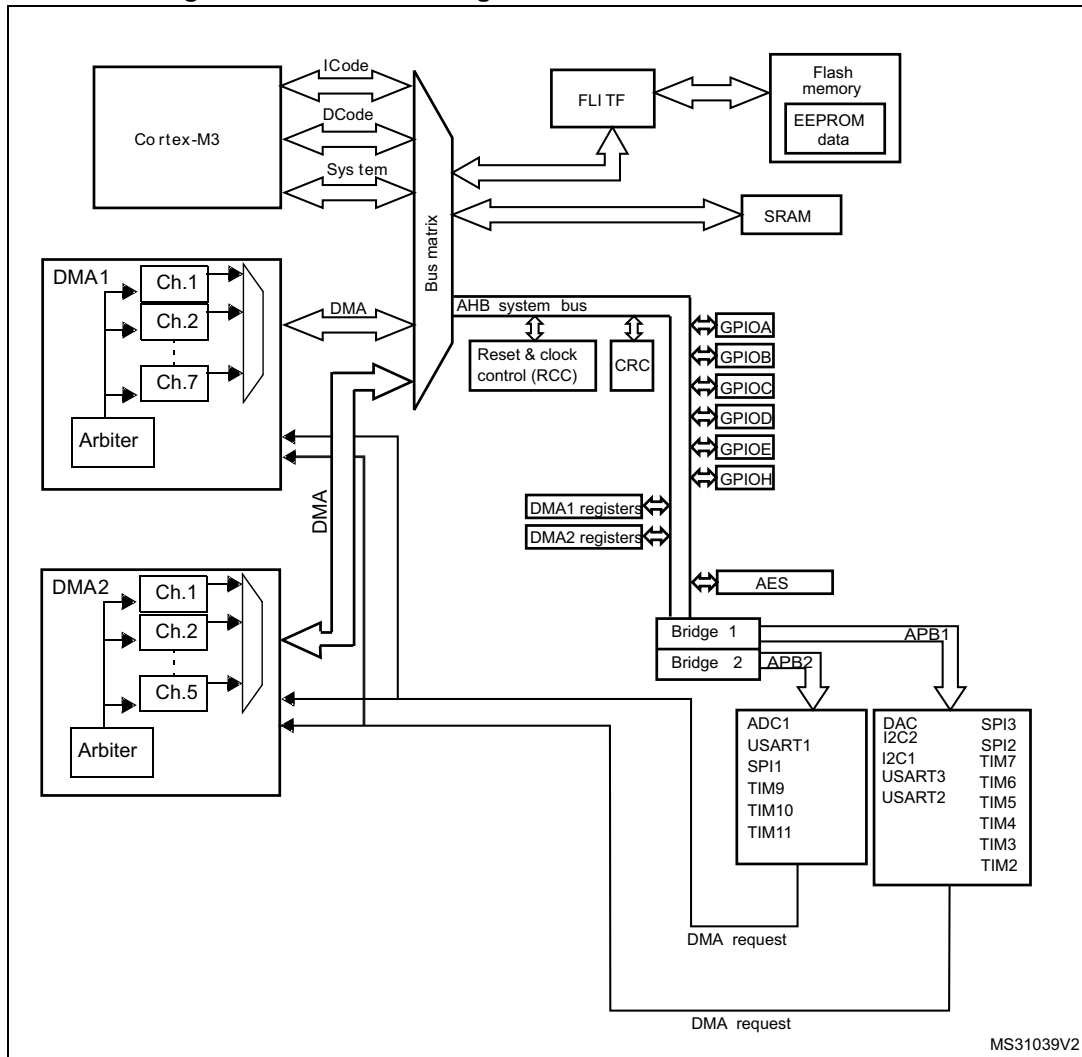 ICode
DCode
System
Cortex-M3
Bus matrix
FLITF
Flash
memory
EEPROM
data
SRAM
DMA1
Ch.1
Ch.2
Ch.7
Arbiter
DMA
AHB system bus
Reset & clock
control (RCC)
CRC
GPIOA
GPIOB
GPIOC
GPIOD
GPIOE
GPIOH
DMA1 registers
DMA2 registers
AES
DMA
DMA2
Ch.1
Ch.2
Ch.5
Arbiter
Bridge 1
Bridge 2
APB1
APB2
ADC1
USART1
SPI1
TIM9
TIM10
TIM11
DAC
I2C2
I2C1
USART3
USART2
SPI3
SPI2
TIM7
TIM6
TIM5
TIM4
TIM3
TIM2
DMA request
DMA request
MS31039V2